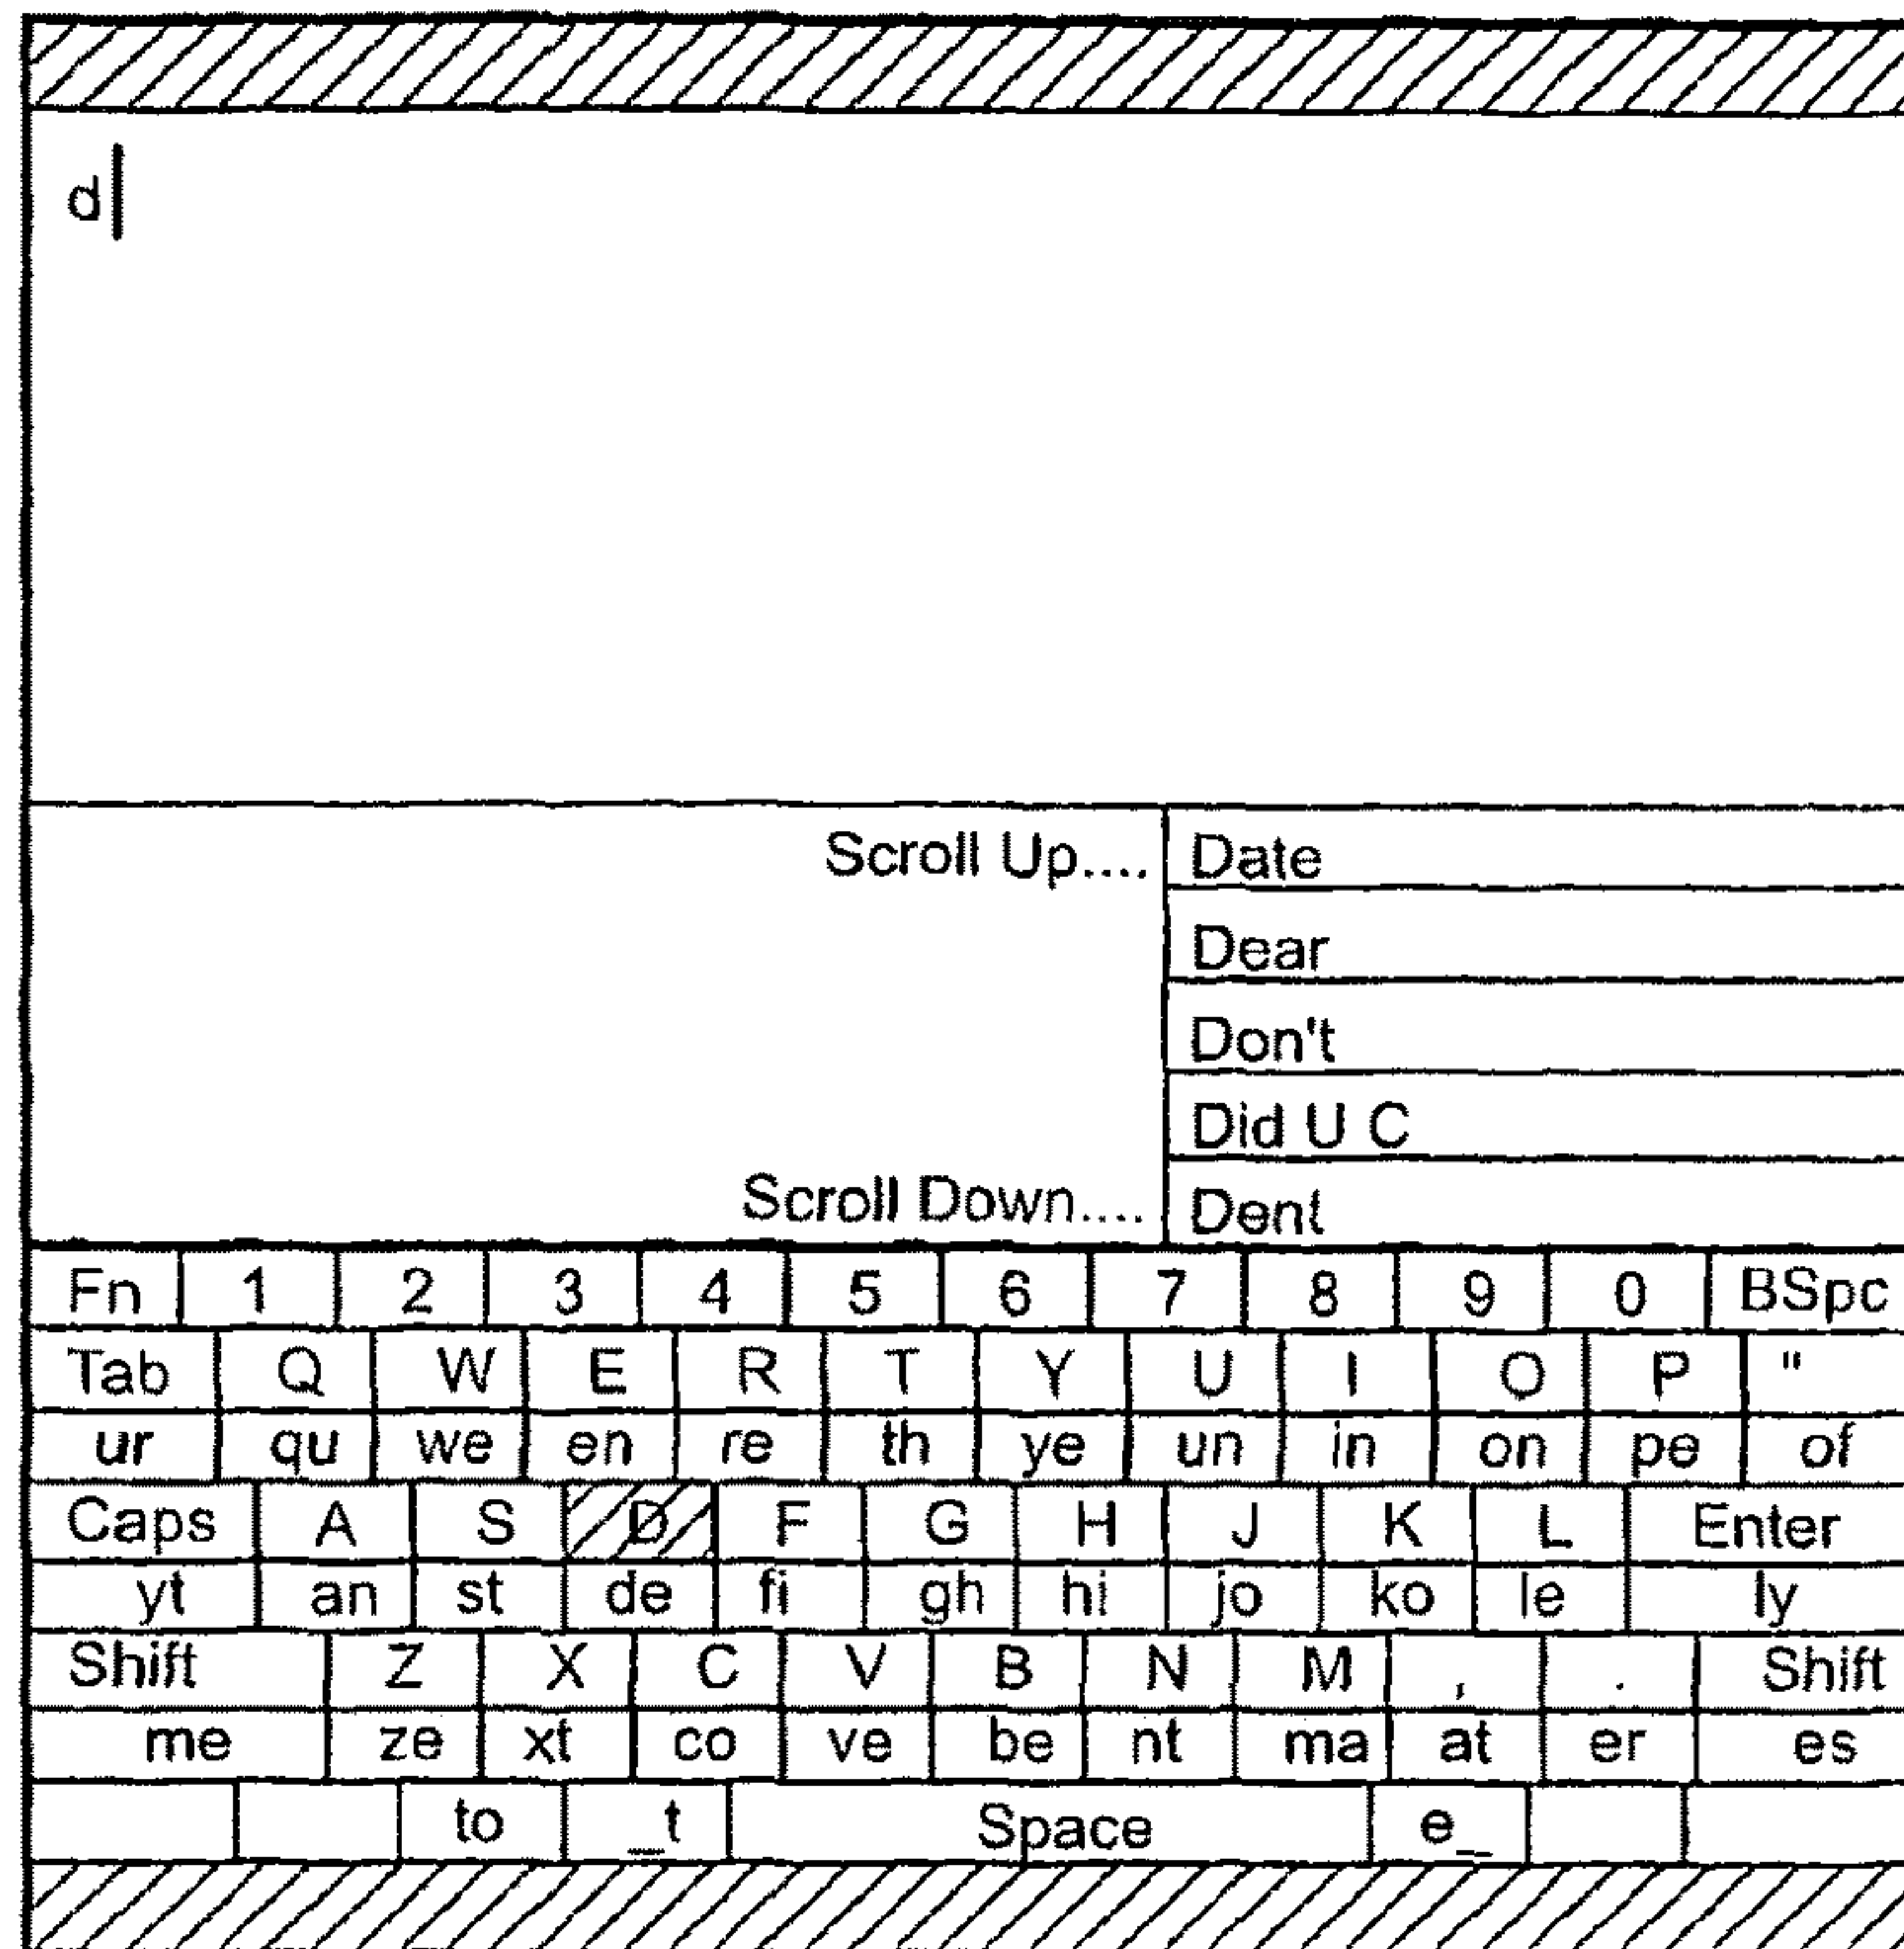 d
Scroll Up.... Date
Dear
Don't
Did U C
Scroll Down.... Dent
Fn 1 2 3 4 5 6 7 8 9 0 BSpc
Tab Q W E R T Y U I O P "
ur qu we en re th ye un in on pe of
Caps A S D F G H J K L Enter
yt an st de fi gh hi jo ko le ly
Shift Z X C V B N M , . Shift
me ze xt co ve be nt ma at er es
to _t Space e_